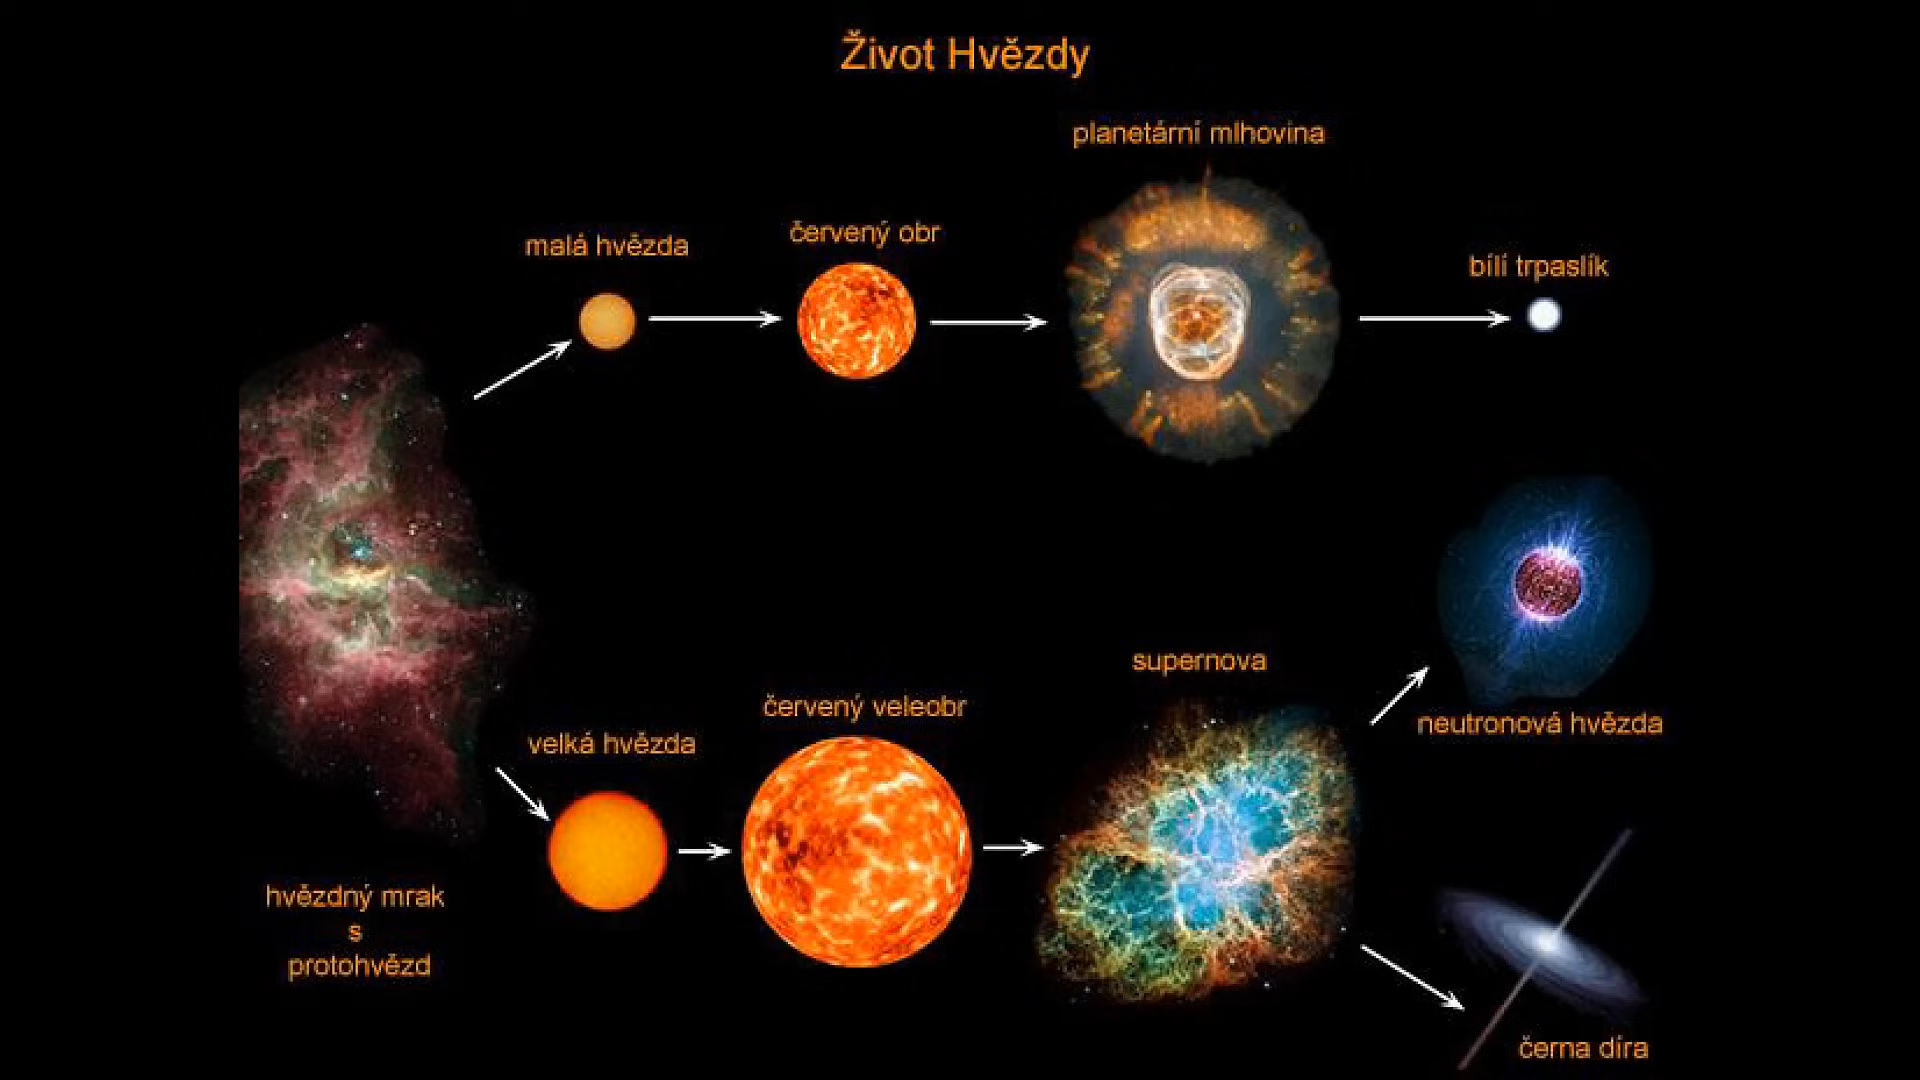 Život Hvězdy
planetární mlhovina
červený obr
malá hvězda
bílí trpaslík
supernova
červený veleobr
neutronová hvězda
velká hvězda
hvězdný mrak
s
protohvězd
černa díra